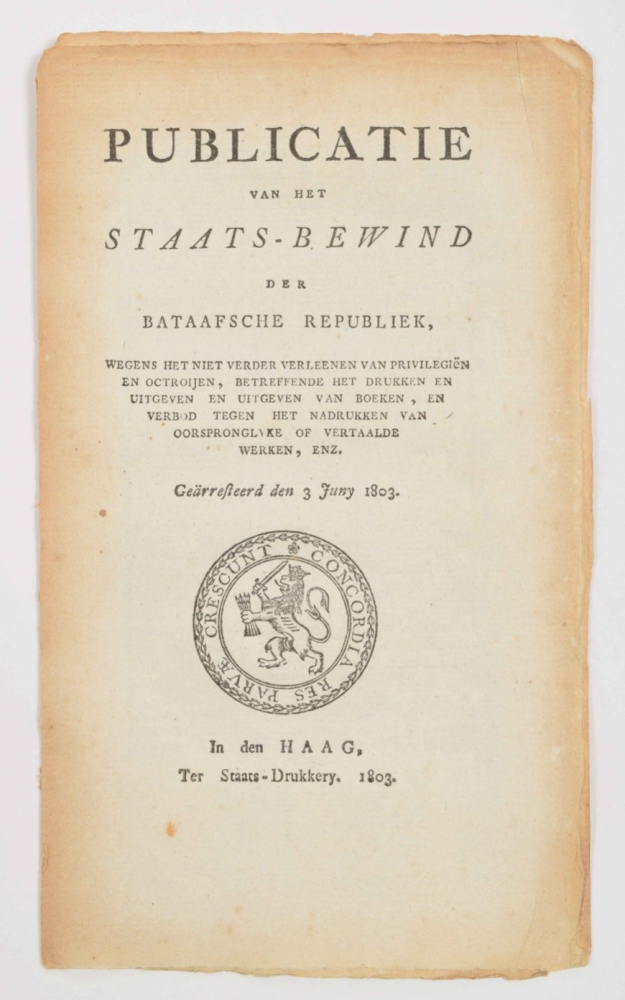 PUBLICATIE
VAN HET
STAATS-BEWIND
DER
BATAAFSCHE REPUBLIEK,
WEGENS HET NIET VERDER VERLEENEN VAN PRIVILEGIËN
EN OCTROIJEN, BETREFFENDE HET DRUKKEN EN
UITGEVEN EN UITGEVEN VAN BOEKEN, EN
VERBOD TEGEN HET NADRUKKEN VAN
OORSPRONGLYKE OF VERTAALDE
WERKEN, ENZ.
Geärresteerd den 3 Juny 1803.
CONCORDIA RES PARVÆ CRESCUNT
In den HAAG,
Ter Staats-Drukkery. 1803.